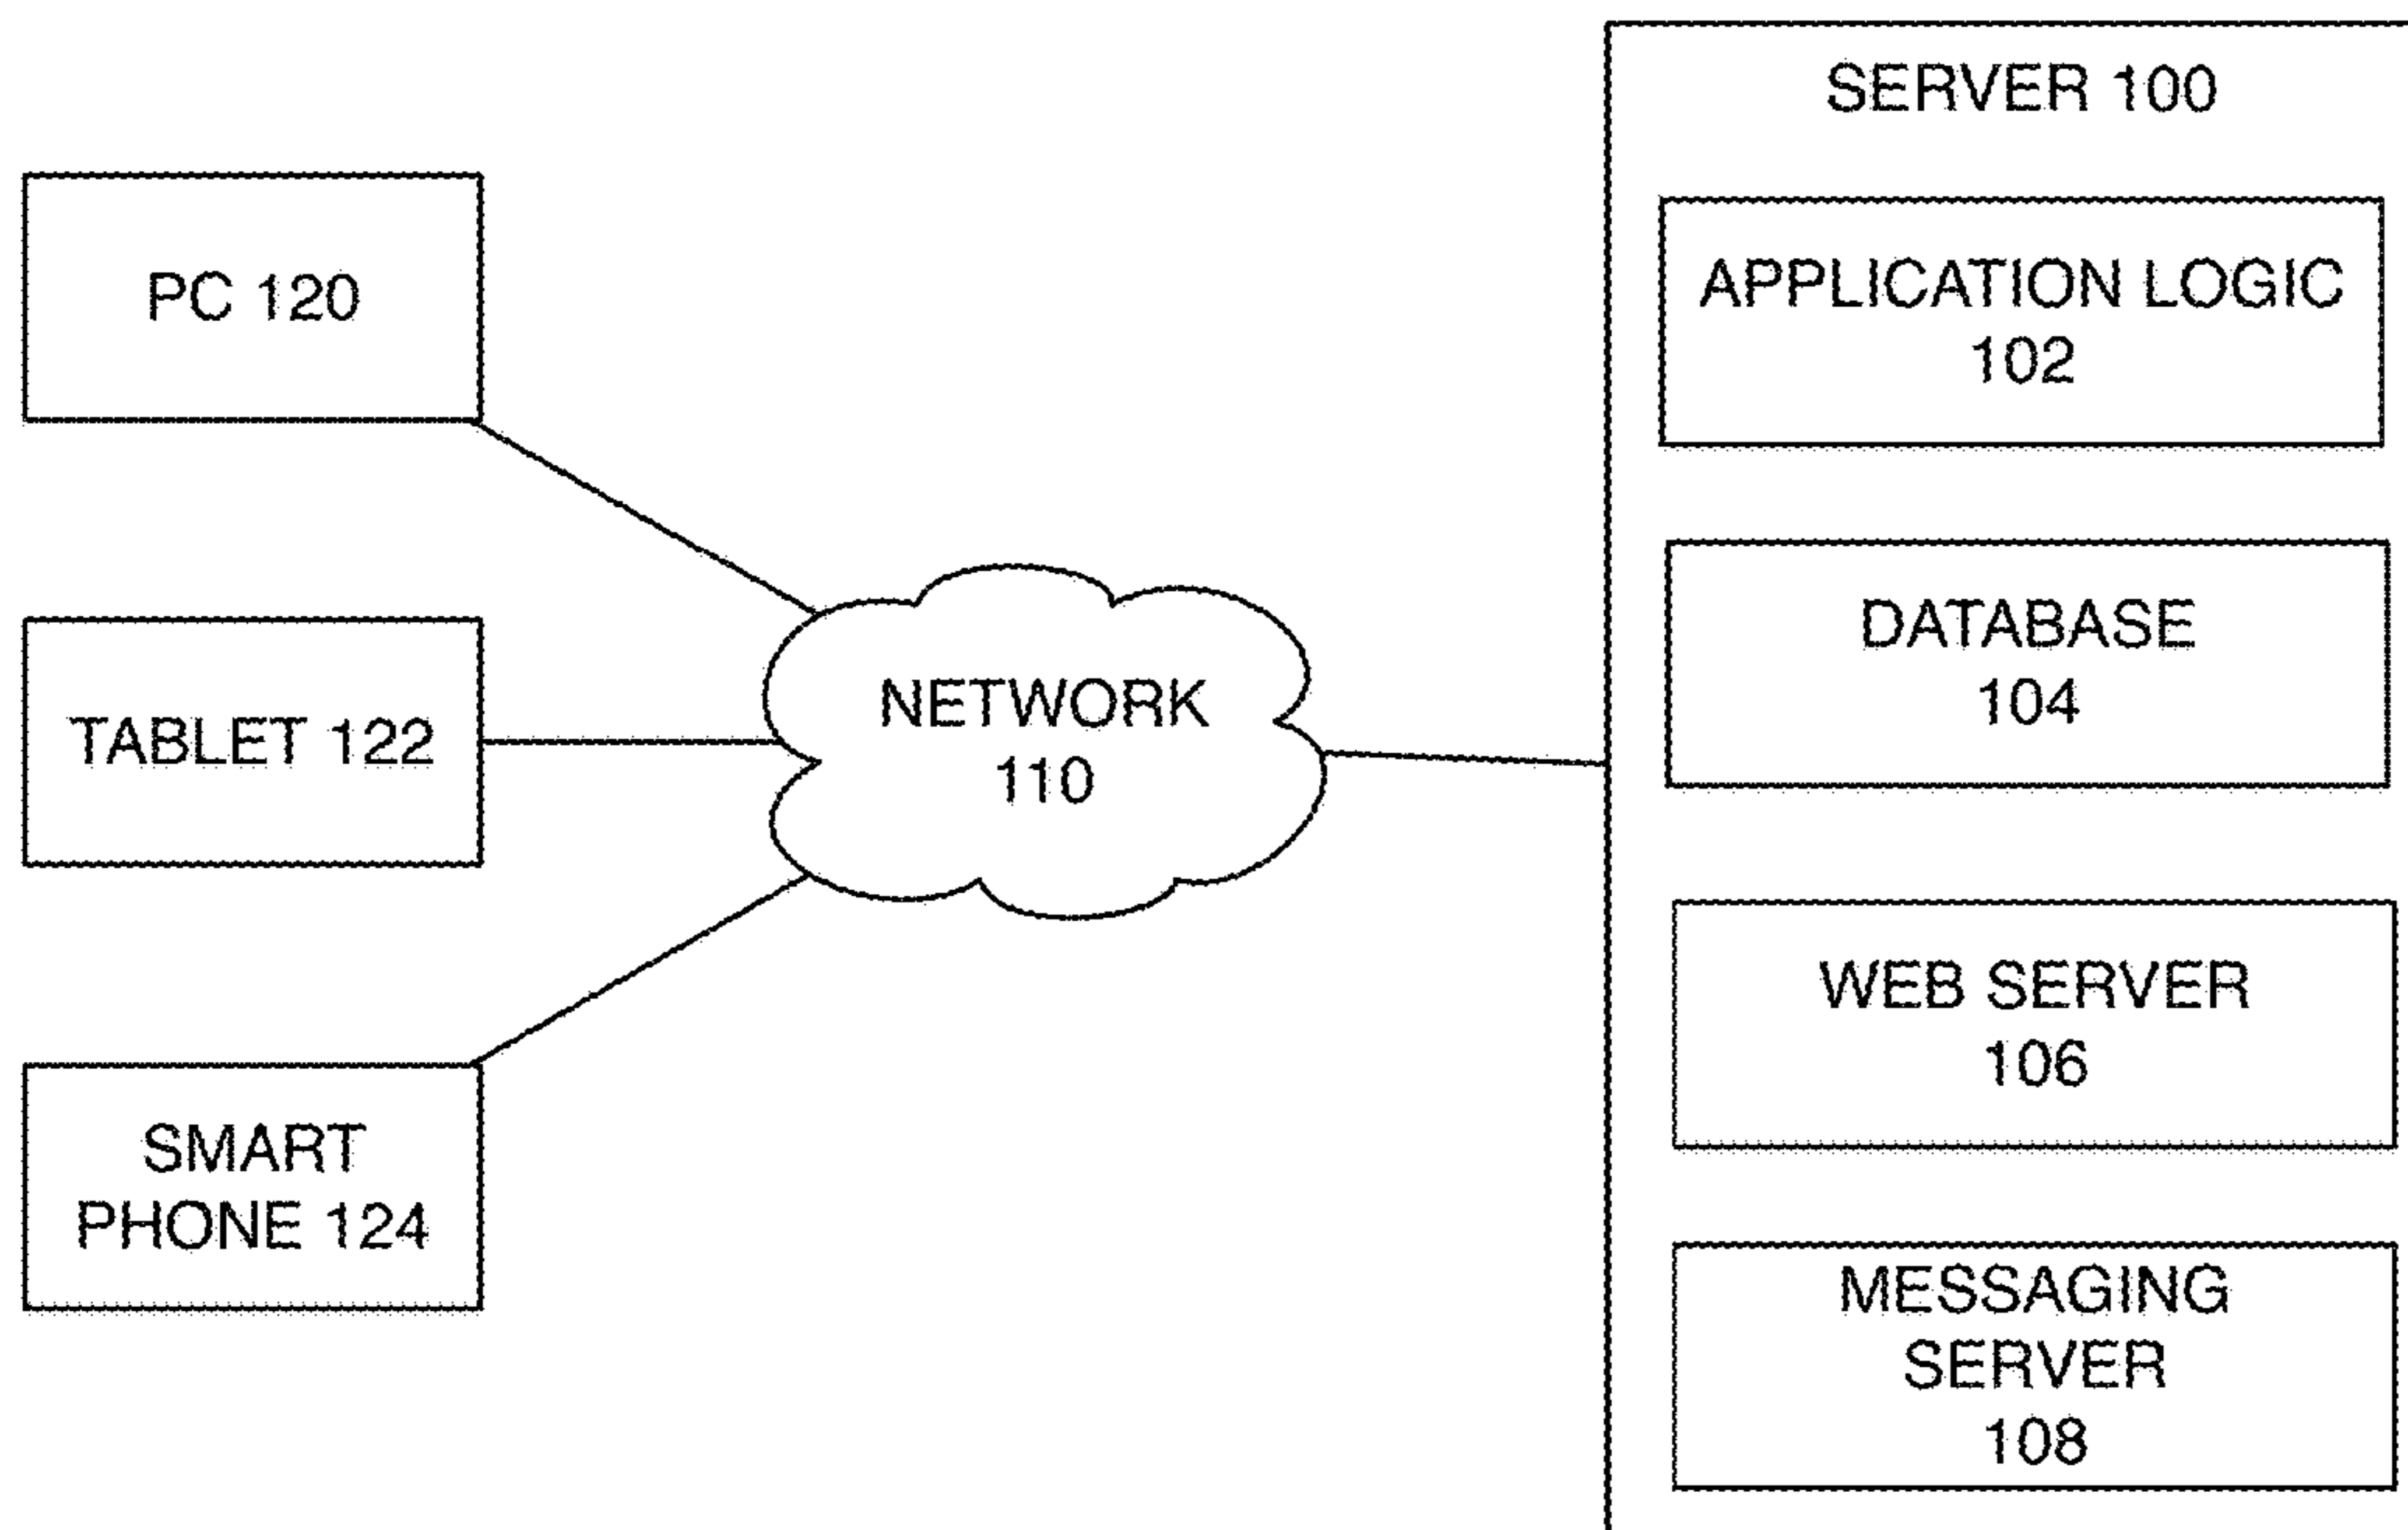 PC 120
TABLET 122
SMART
PHONE 124
NETWORK
110
SERVER 100
APPLICATION LOGIC
102
DATABASE
104
WEB SERVER
106
MESSAGING
SERVER
108